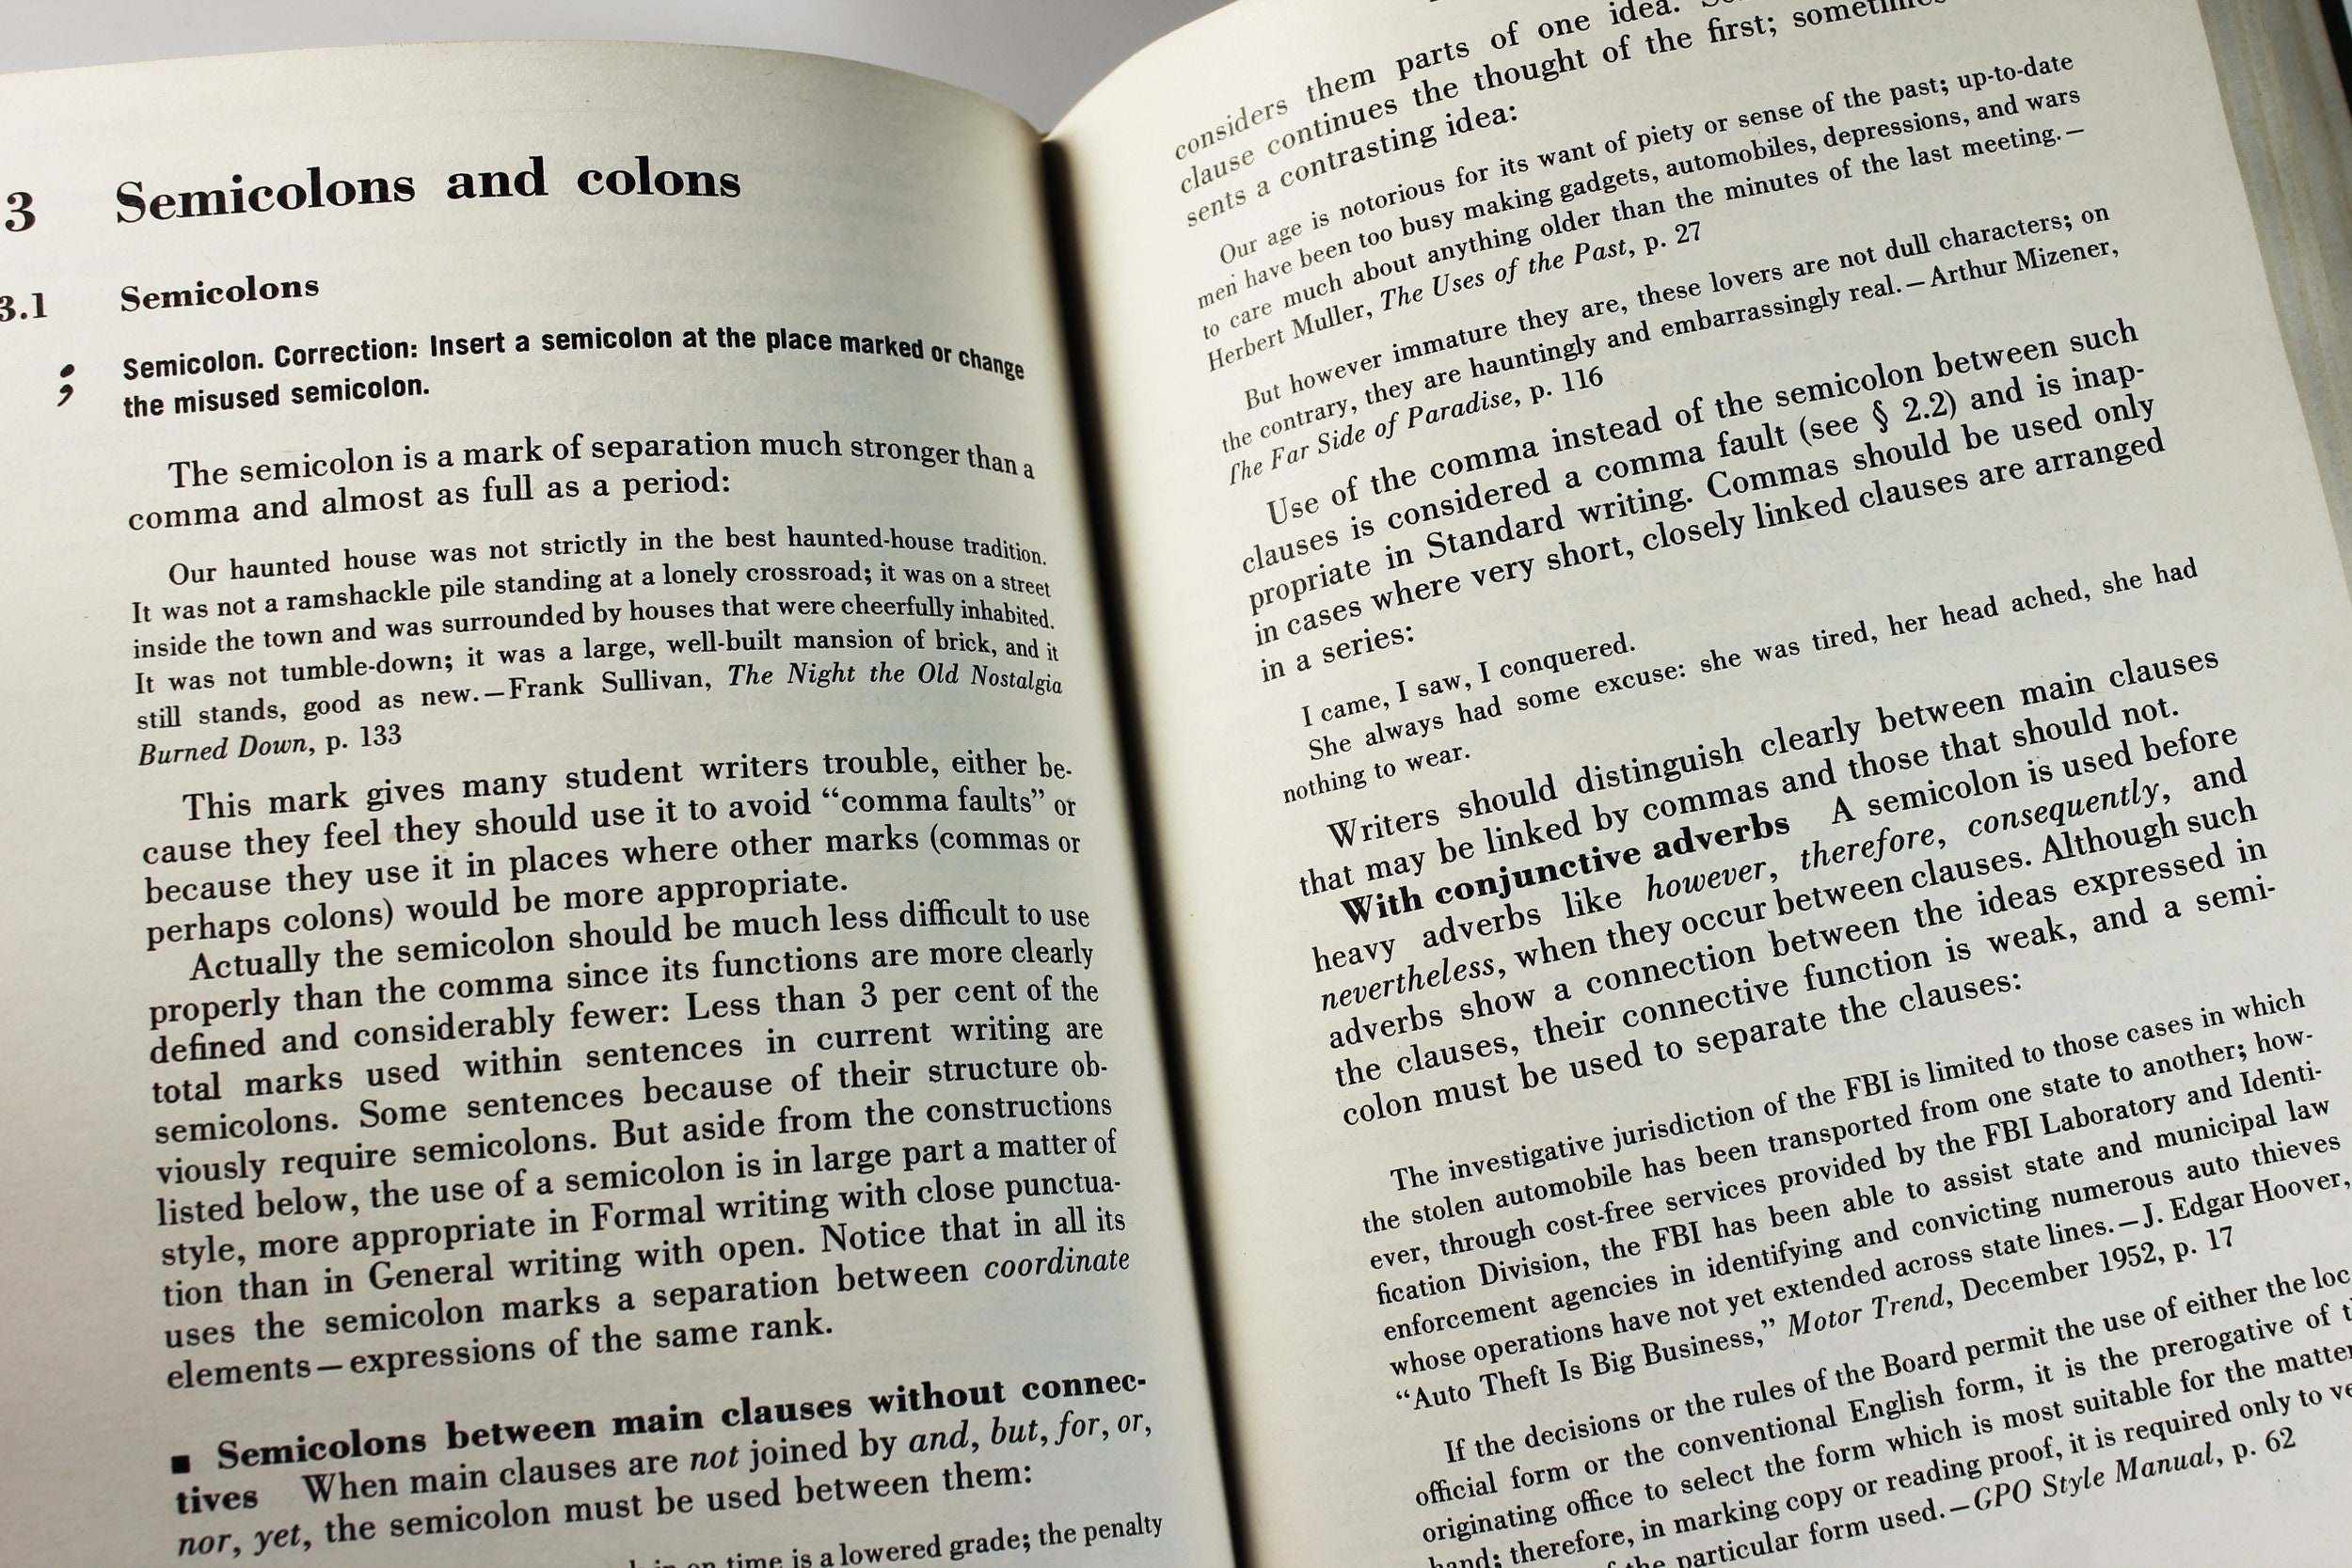 3 Semicolons and colons
3.1 Semicolons
; Semicolon. Correction: Insert a semicolon at the place marked or change
the misused semicolon.
The semicolon is a mark of separation much stronger than a
comma and almost as full as a period:
Our haunted house was not strictly in the best haunted-house tradition.
It was not a ramshackle pile standing at a lonely crossroad; it was on a street
inside the town and was surrounded by houses that were cheerfully inhabited.
It was not tumble-down; it was a large, well-built mansion of brick, and it
still stands, good as new.—Frank Sullivan, The Night the Old Nostalgia
Burned Down, p. 133
This mark gives many student writers trouble, either be-
cause they feel they should use it to avoid “comma faults” or
because they use it in places where other marks (commas or
perhaps colons) would be more appropriate.
Actually the semicolon should be much less difficult to use
properly than the comma since its functions are more clearly
defined and considerably fewer: Less than 3 per cent of the
total marks used within sentences in current writing are
semicolons. Some sentences because of their structure ob-
viously require semicolons. But aside from the constructions
listed below, the use of a semicolon is in large part a matter of
style, more appropriate in Formal writing with close punctua-
tion than in General writing with open. Notice that in all its
uses the semicolon marks a separation between coordinate
elements—expressions of the same rank.
■ Semicolons between main clauses without connec-
tives When main clauses are not joined by and, but, for, or,
nor, yet, the semicolon must be used between them:
on time is a lowered grade; the penalty
considers them parts of one idea.
clause continues the thought of the first; sometimes
sents a contrasting idea:
Our age is notorious for its want of piety or sense of the past; up-to-date
men have been too busy making gadgets, automobiles, depressions, and wars
to care much about anything older than the minutes of the last meeting.—
Herbert Muller, The Uses of the Past, p. 27
But however immature they are, these lovers are not dull characters; on
the contrary, they are hauntingly and embarrassingly real.—Arthur Mizener,
The Far Side of Paradise, p. 116
Use of the comma instead of the semicolon between such
clauses is considered a comma fault (see § 2.2) and is inap-
propriate in Standard writing. Commas should be used only
in cases where very short, closely linked clauses are arranged
in a series:
I came, I saw, I conquered.
She always had some excuse: she was tired, her head ached, she had
nothing to wear.
Writers should distinguish clearly between main clauses
that may be linked by commas and those that should not.
With conjunctive adverbs A semicolon is used before
heavy adverbs like however, therefore, consequently, and
nevertheless, when they occur between clauses. Although such
adverbs show a connection between the ideas expressed in
the clauses, their connective function is weak, and a semi-
colon must be used to separate the clauses:
The investigative jurisdiction of the FBI is limited to those cases in which
the stolen automobile has been transported from one state to another; how-
ever, through cost-free services provided by the FBI Laboratory and Identi-
fication Division, the FBI has been able to assist state and municipal law
enforcement agencies in identifying and convicting numerous auto thieves
whose operations have not yet extended across state lines.—J. Edgar Hoover,
“Auto Theft Is Big Business,” Motor Trend, December 1952, p. 17
If the decisions or the rules of the Board permit the use of either the loc
official form or the conventional English form, it is the prerogative of
originating office to select the form which is most suitable for the matter
hand; therefore, in marking copy or reading proof, it is required only to ve
the particular form used.—GPO Style Manual, p. 62